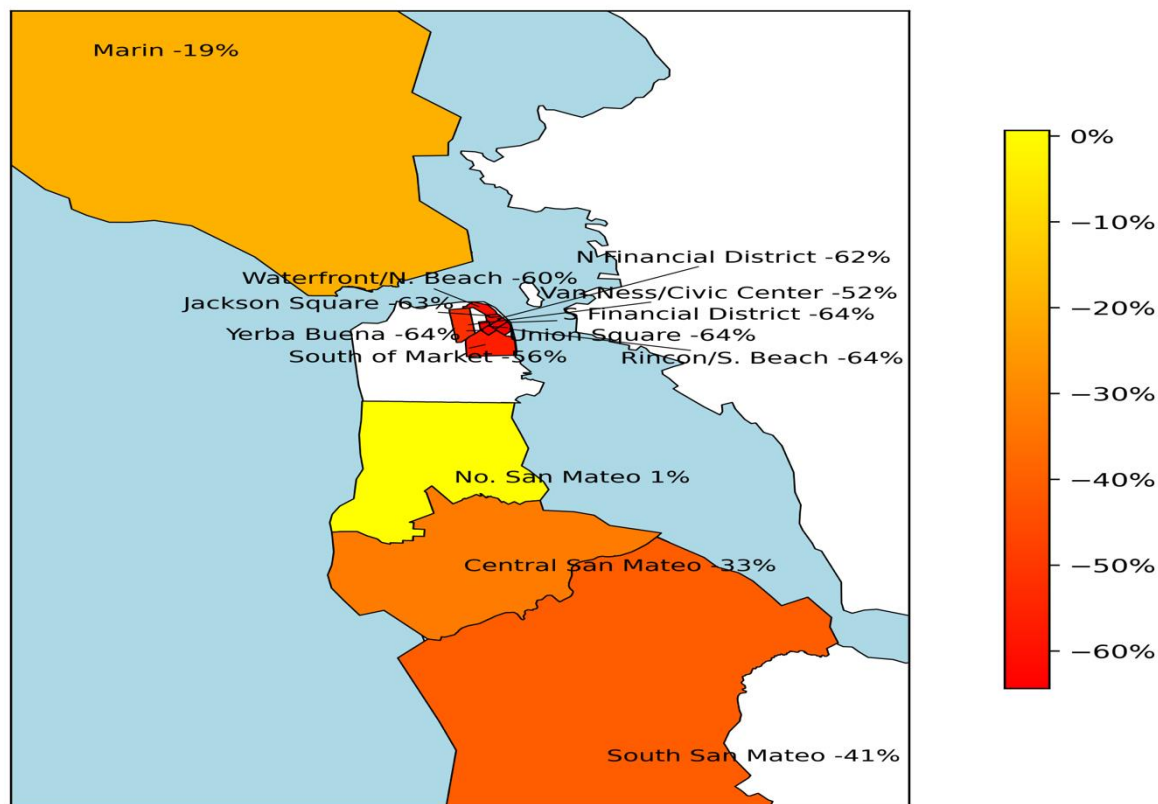 Marin -19%
N Financial District -62%
Waterfront/N. Beach -60%
Van Ness/Civic Center -52%
Jackson Square -63%
S Financial District -64%
Yerba Buena -64%
Union Square -64%
South of Market -56%
Rincon/S. Beach -64%
No. San Mateo 1%
Central San Mateo -33%
South San Mateo -41%
0%
−10%
−20%
−30%
−40%
−50%
−60%